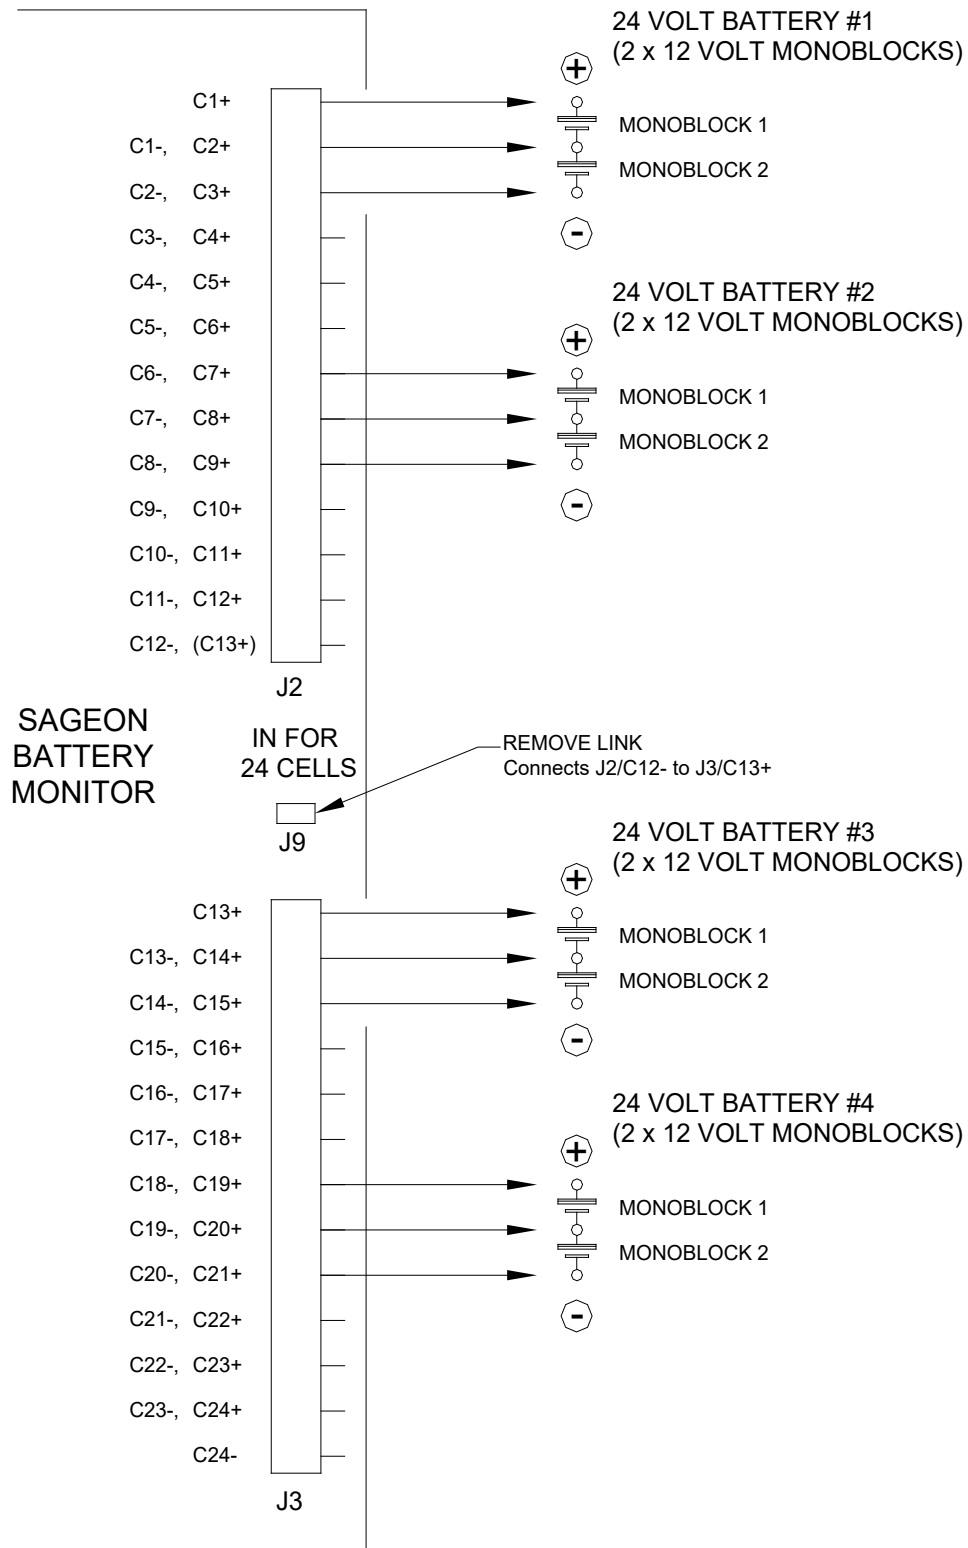 24 VOLT BATTERY #1
(2 x 12 VOLT MONOBLOCKS)
+
C1+
MONOBLOCK 1
C1-, C2+
MONOBLOCK 2
C2-, C3+
-
C3-, C4+
C4-, C5+
24 VOLT BATTERY #2
(2 x 12 VOLT MONOBLOCKS)
C5-, C6+
+
C6-, C7+
MONOBLOCK 1
C7-, C8+
MONOBLOCK 2
C8-, C9+
-
C9-, C10+
C10-, C11+
C11-, C12+
C12-, (C13+)
J2
SAGEON
BATTERY
MONITOR
IN FOR
24 CELLS
REMOVE LINK
Connects J2/C12- to J3/C13+
J9
24 VOLT BATTERY #3
(2 x 12 VOLT MONOBLOCKS)
+
C13+
MONOBLOCK 1
C13-, C14+
MONOBLOCK 2
C14-, C15+
-
C15-, C16+
C16-, C17+
24 VOLT BATTERY #4
(2 x 12 VOLT MONOBLOCKS)
C17-, C18+
+
C18-, C19+
MONOBLOCK 1
C19-, C20+
MONOBLOCK 2
C20-, C21+
-
C21-, C22+
C22-, C23+
C23-, C24+
C24-
J3